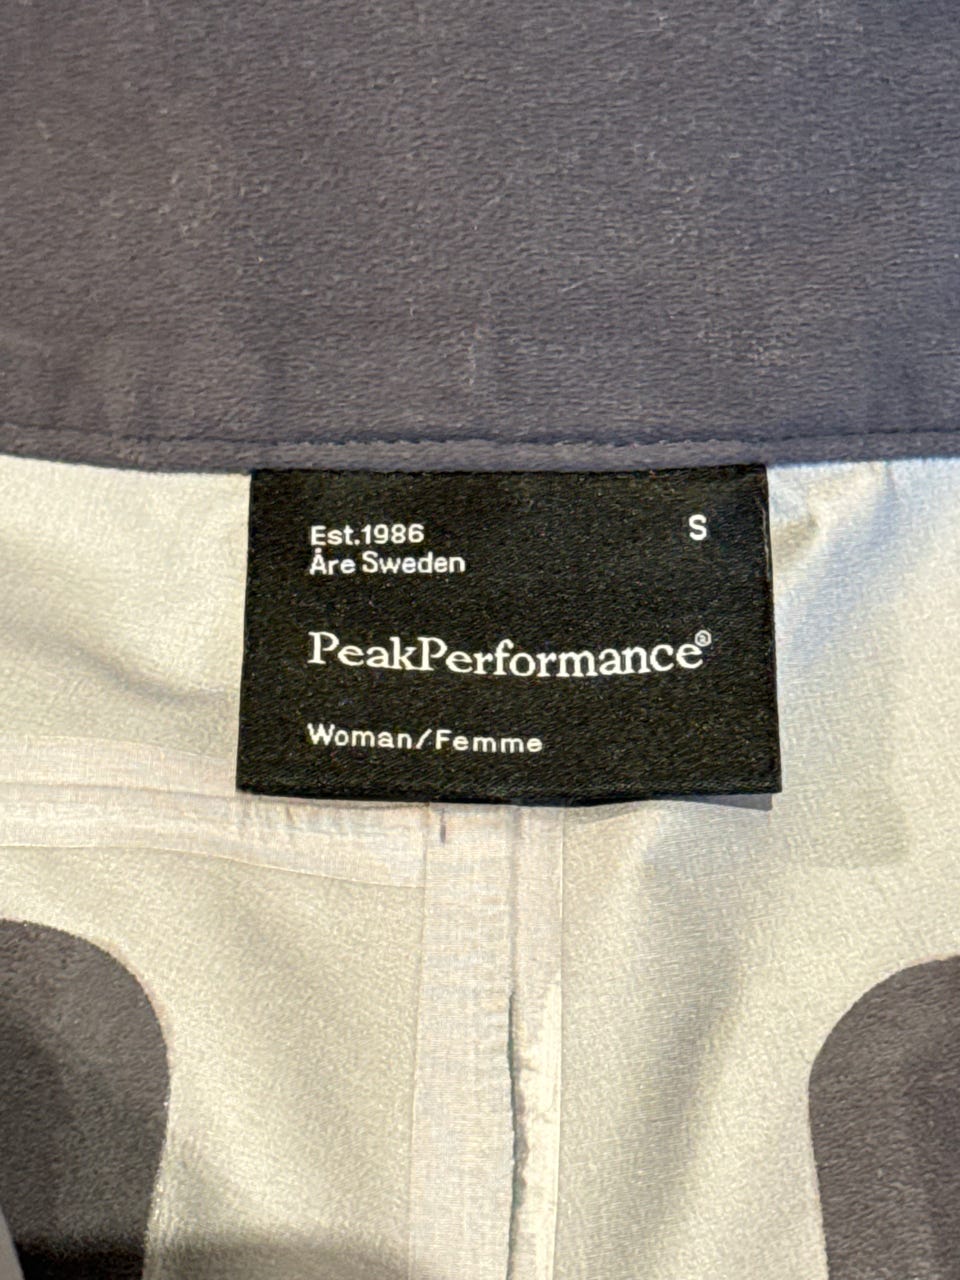 Est.1986
S
Åre Sweden
PeakPerformance®
Woman/Femme